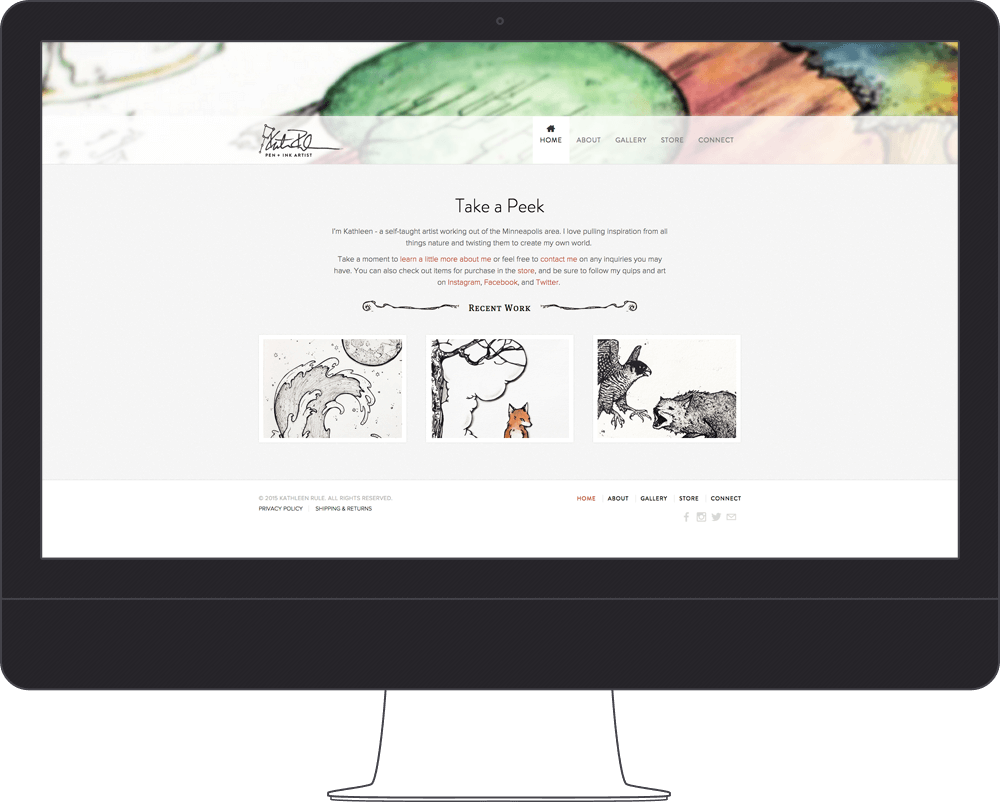 PEN + INK ARTIST
HOME ABOUT GALLERY STORE CONNECT
Take a Peek
I'm Kathleen - a self-taught artist working out of the Minneapolis area. I love pulling inspiration from all
things nature and twisting them to create my own world.
Take a moment to learn a little more about me or feel free to contact me on any inquiries you may
have. You can also check out items for purchase in the store, and be sure to follow my quips and art
on Instagram, Facebook, and Twitter.
RECENT WORK
© 2015 KATHLEEN RULE. ALL RIGHTS RESERVED.
HOME ABOUT GALLERY STORE CONNECT
PRIVACY POLICY SHIPPING & RETURNS